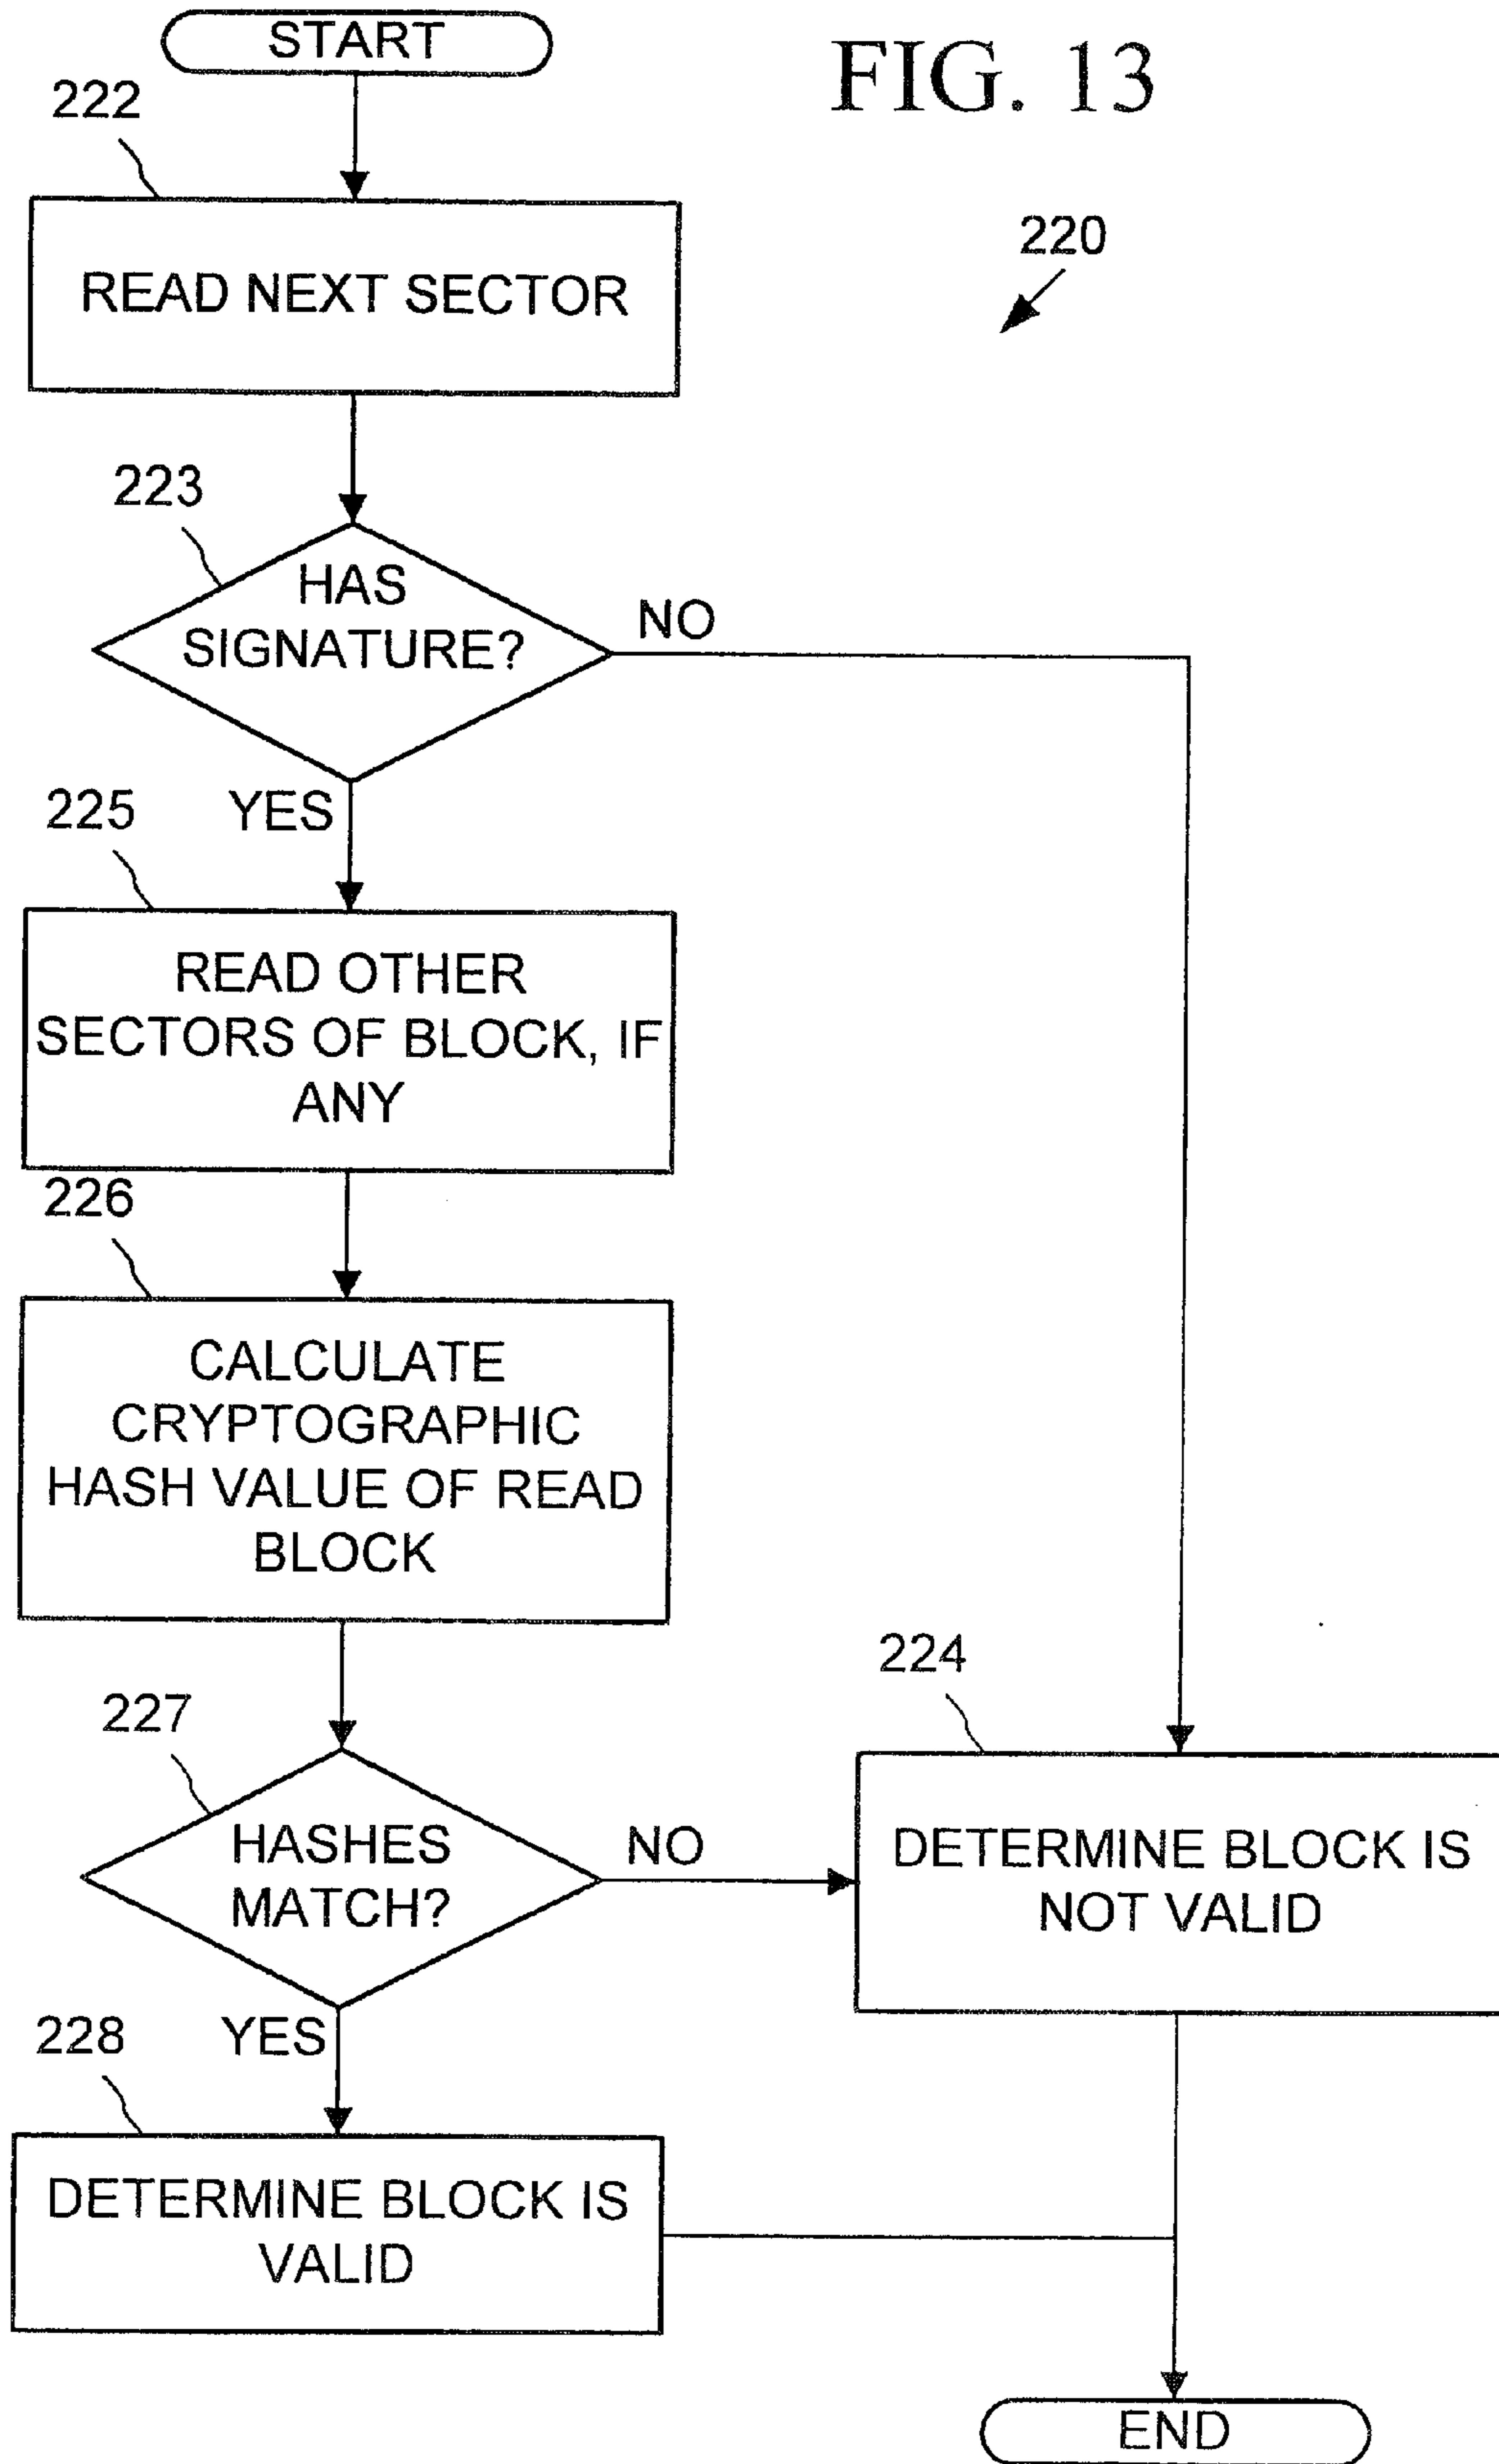 START
FIG. 13
222
220
READ NEXT SECTOR
223
HAS
SIGNATURE?
NO
YES
225
READ OTHER
SECTORS OF BLOCK, IF
ANY
226
CALCULATE
CRYPTOGRAPHIC
HASH VALUE OF READ
BLOCK
227
HASHES
MATCH?
NO
224
DETERMINE BLOCK IS
NOT VALID
YES
228
DETERMINE BLOCK IS
VALID
END